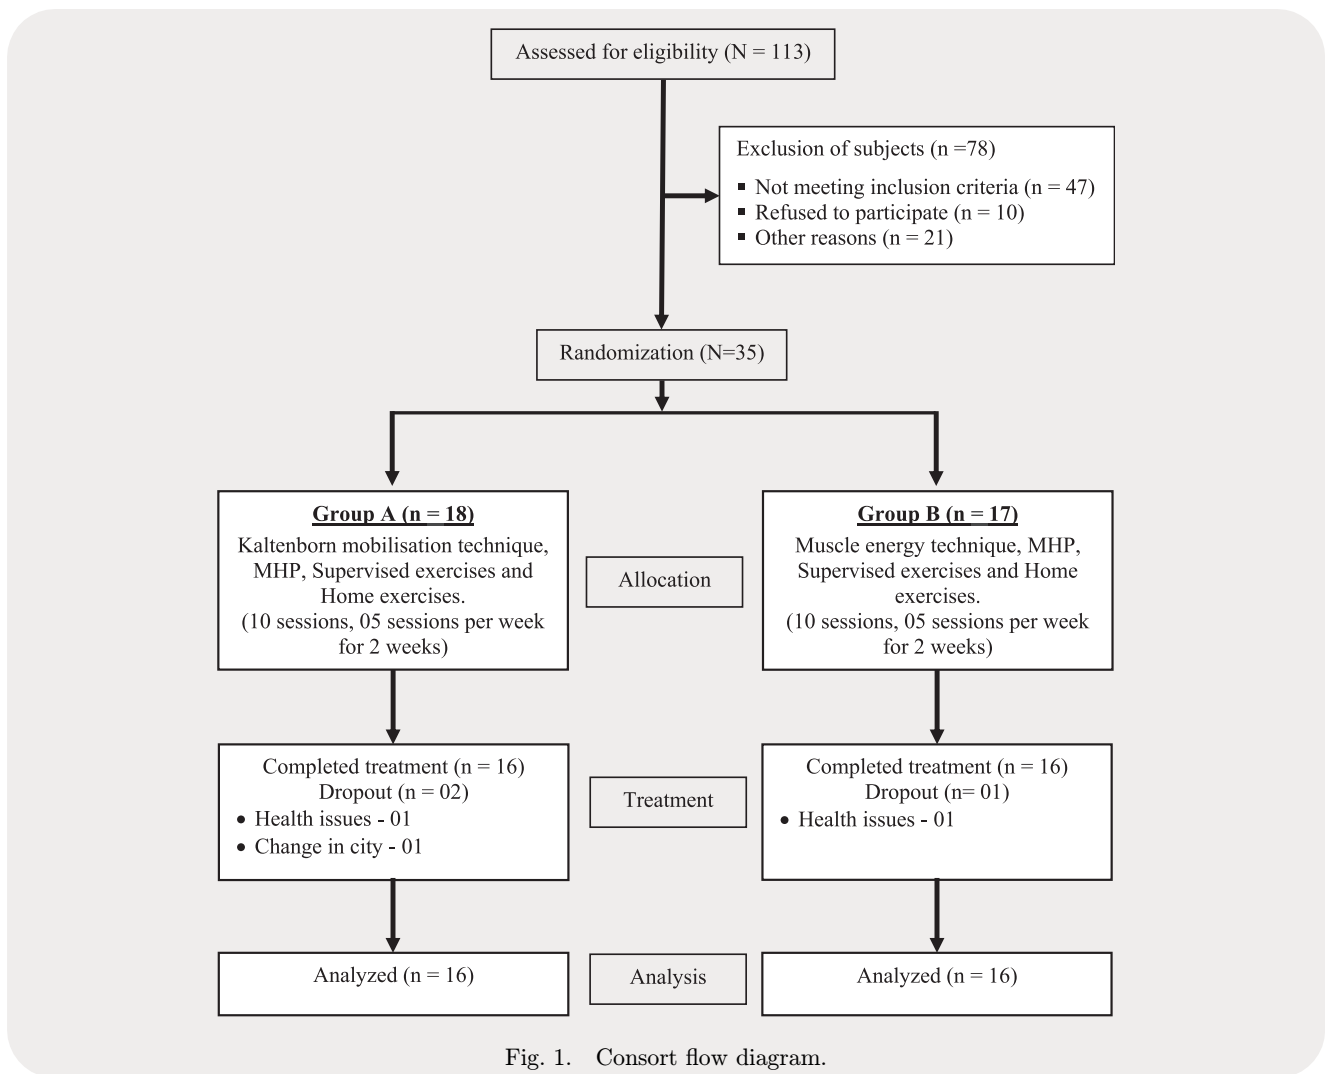 Assessed for eligibility (N = 113)
Exclusion of subjects (n =78)
▪ Not meeting inclusion criteria (n = 47)
▪ Refused to participate (n = 10)
▪ Other reasons (n = 21)
Randomization (N=35)
Group A (n = 18)
Kaltenborn mobilisation technique,
MHP, Supervised exercises and
Home exercises.
(10 sessions, 05 sessions per week
for 2 weeks)
Allocation
Group B (n = 17)
Muscle energy technique, MHP,
Supervised exercises and Home
exercises.
(10 sessions, 05 sessions per week
for 2 weeks)
Completed treatment (n = 16)
Dropout (n = 02)
• Health issues - 01
• Change in city - 01
Treatment
Completed treatment (n = 16)
Dropout (n= 01)
• Health issues - 01
Analyzed (n = 16)
Analysis
Analyzed (n = 16)
Fig. 1. Consort flow diagram.